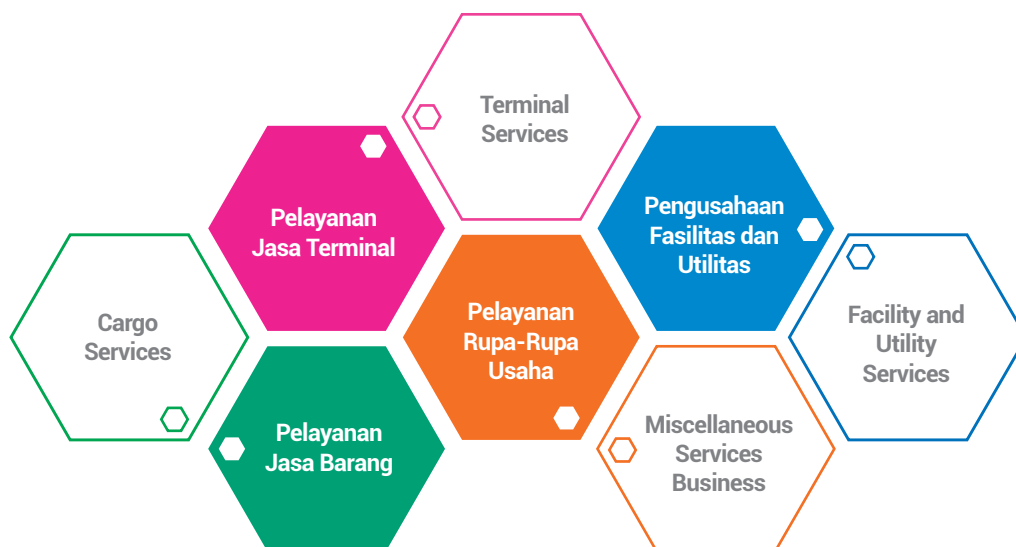 Terminal
Services
Pelayanan
Jasa Terminal
Pengusahaan
Fasilitas dan
Utilitas
Cargo
Services
Pelayanan
Rupa-Rupa
Usaha
Facility and
Utility
Services
Pelayanan
Jasa Barang
Miscellaneous
Services
Business